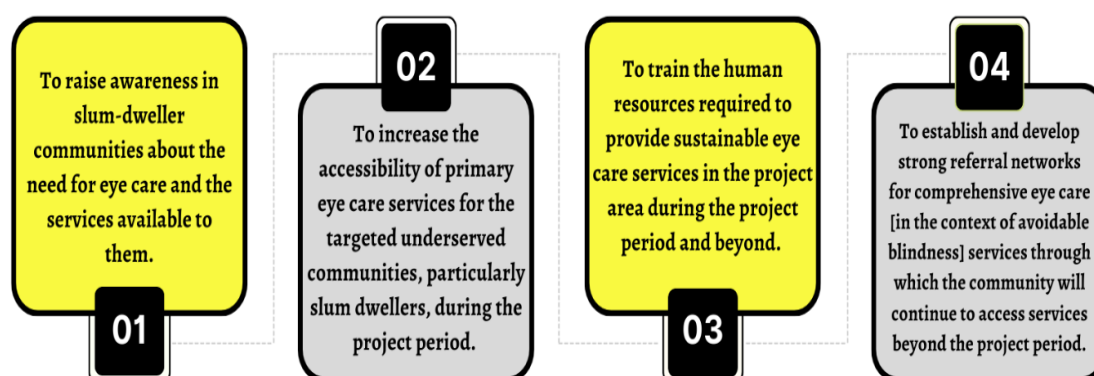 To raise awareness in
slum-dweller
communities about the
need for eye care and the
services available to
them.
01
02
To increase the
accessibility of primary
eye care services for the
targeted underserved
communities, particularly
slum dwellers, during the
project period.
To train the human
resources required to
provide sustainable eye
care services in the project
area during the project
period and beyond.
03
04
To establish and develop
strong referral networks
for comprehensive eye care
[in the context of avoidable
blindness] services through
which the community will
continue to access services
beyond the project period.